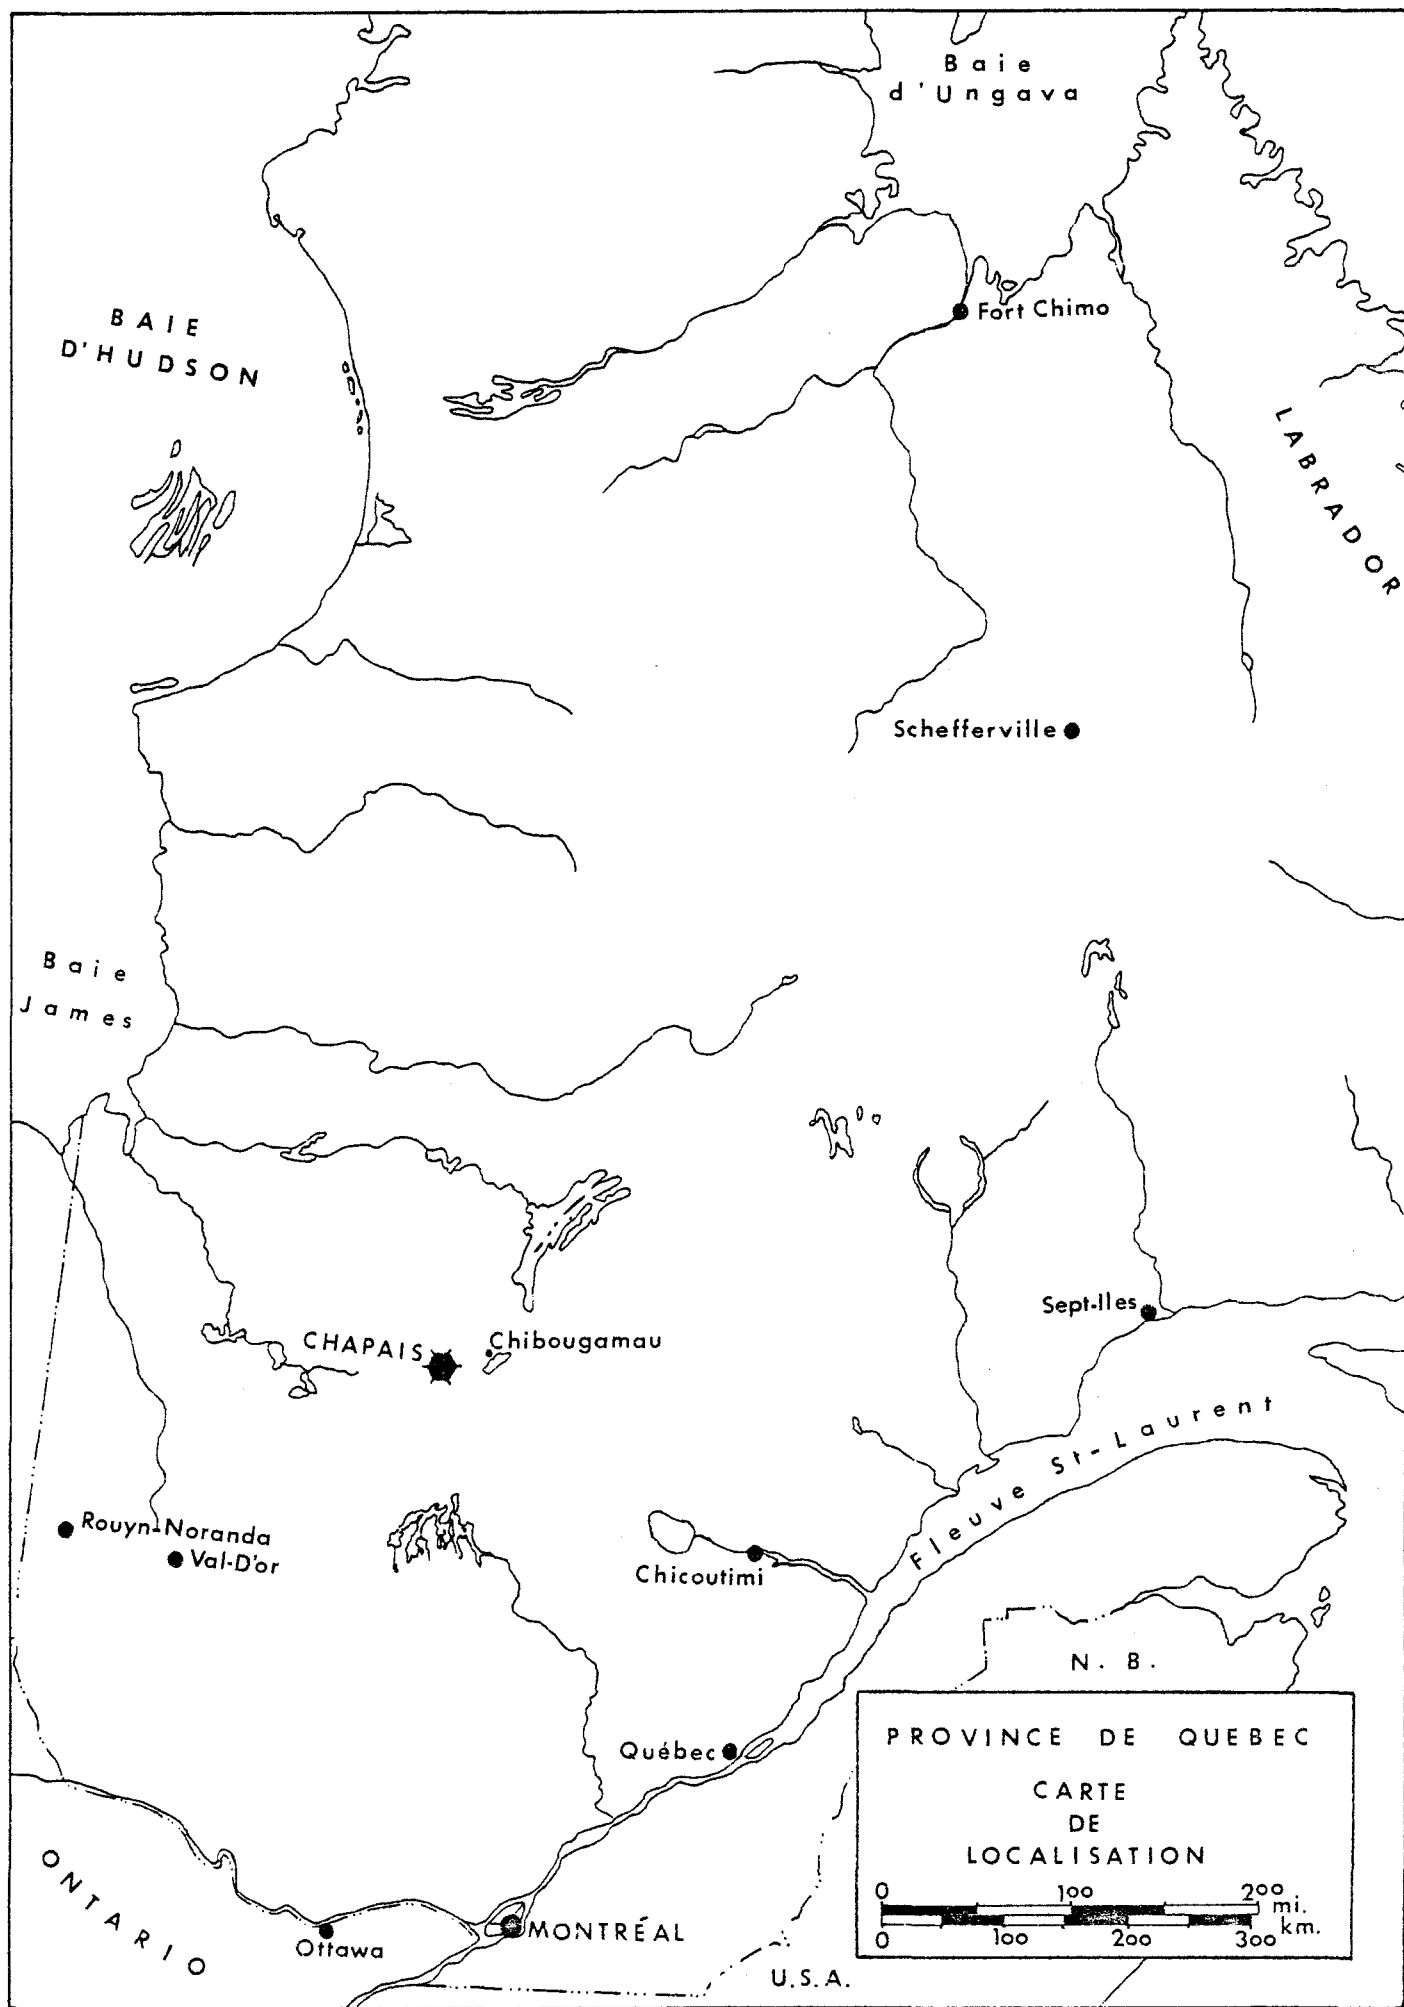 Baie
d'Ungava
Fort Chimo
BAIE
D'HUDSON
LABRADOR
Schefferville
Baie
James
Sept-Iles
CHAPAIS
Chibougamau
Fleuve St-Laurent
Rouyn-Noranda
Val-D'or
Chicoutimi
N. B.
Québec
PROVINCE DE QUEBEC
CARTE
DE
LOCALISATION
0 100 200
mi.
km.
0 100 200 300
ONTARIO
Ottawa
MONTRÉAL
U.S.A.